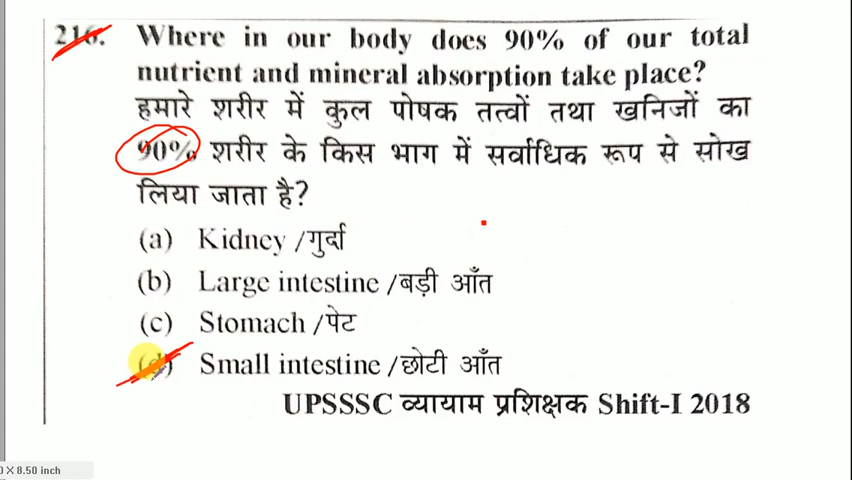 216. Where in our body does 90% of our total
nutrient and mineral absorption take place?
हमारे शरीर में कुल पोषक तत्वों तथा खनिजों का
90% शरीर के किस भाग में सर्वाधिक रूप से सोख
लिया जाता है?
(a) Kidney /गुर्दा
(b) Large intestine /बड़ी आँत
(c) Stomach /पेट
(d) Small intestine /छोटी आँत
UPSSSC व्यायाम प्रशिक्षक Shift-I 2018
0 X 8.50 inch